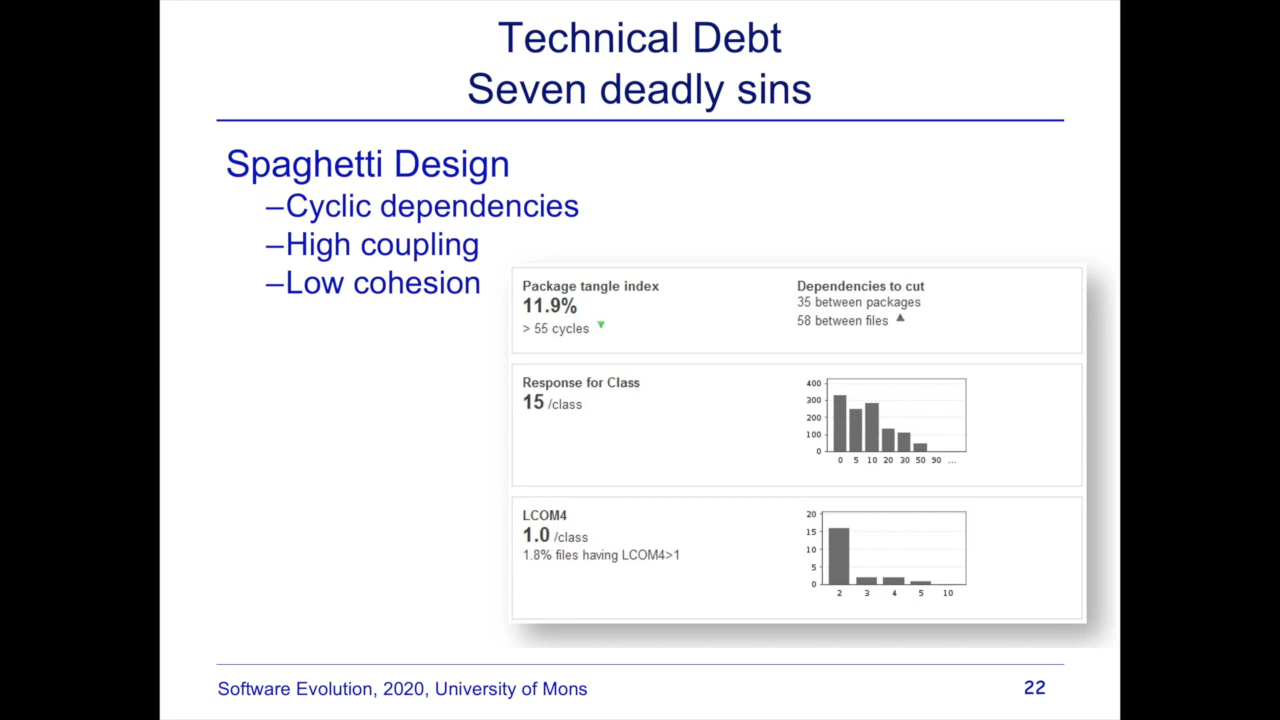 Technical Debt
Seven deadly sins
Spaghetti Design
–Cyclic dependencies
–High coupling
–Low cohesion
Package tangle index
11.9%
> 55 cycles
Dependencies to cut
35 between packages
58 between files
Response for Class
15 /class
400
300
200
100
0
0 5 10 20 30 50 90 ...
LCOM4
1.0 /class
1.8% files having LCOM4>1
20
15
10
5
0
2 3 4 5 10
Software Evolution, 2020, University of Mons
22